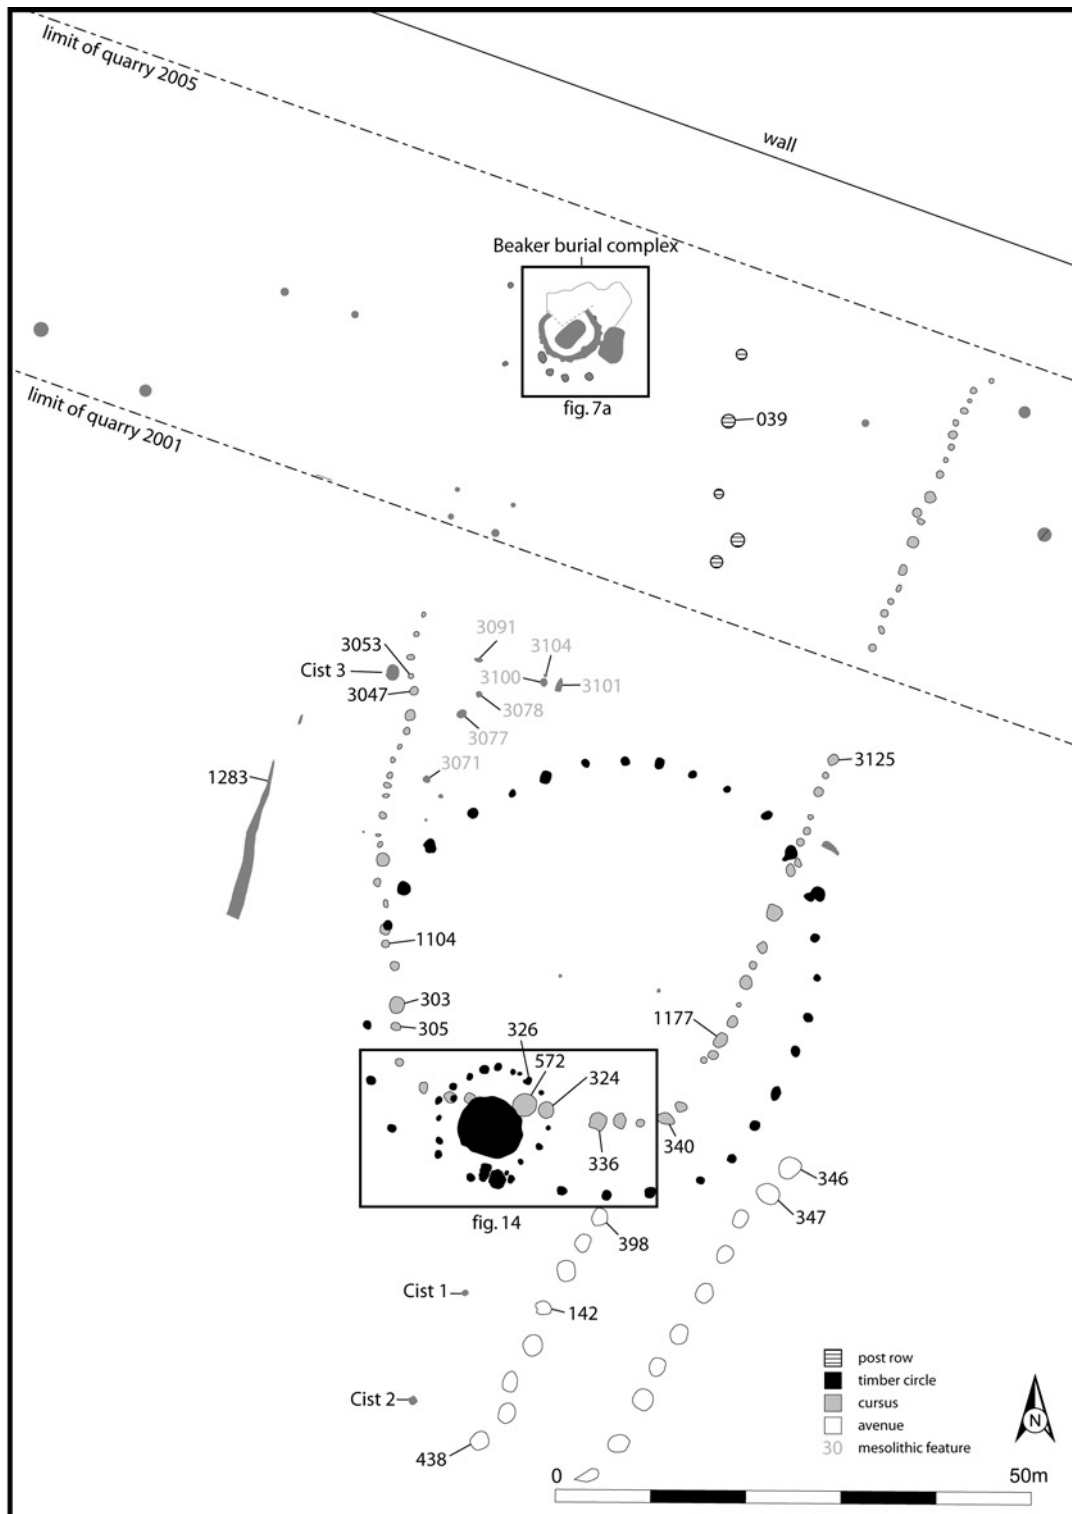 limit of quarry 2005
wall
Beaker burial complex
fig. 7a
039
limit of quarry 2001
3091
3053
3104
Cist 3
3100
3101
3047
3078
3077
1283
3071
3125
1104
303
1177
305
326
572
324
336
340
346
347
fig. 14
398
Cist 1
142
post row
timber circle
Cist 2
cursus
avenue
N
30 mesolithic feature
438
0 50m